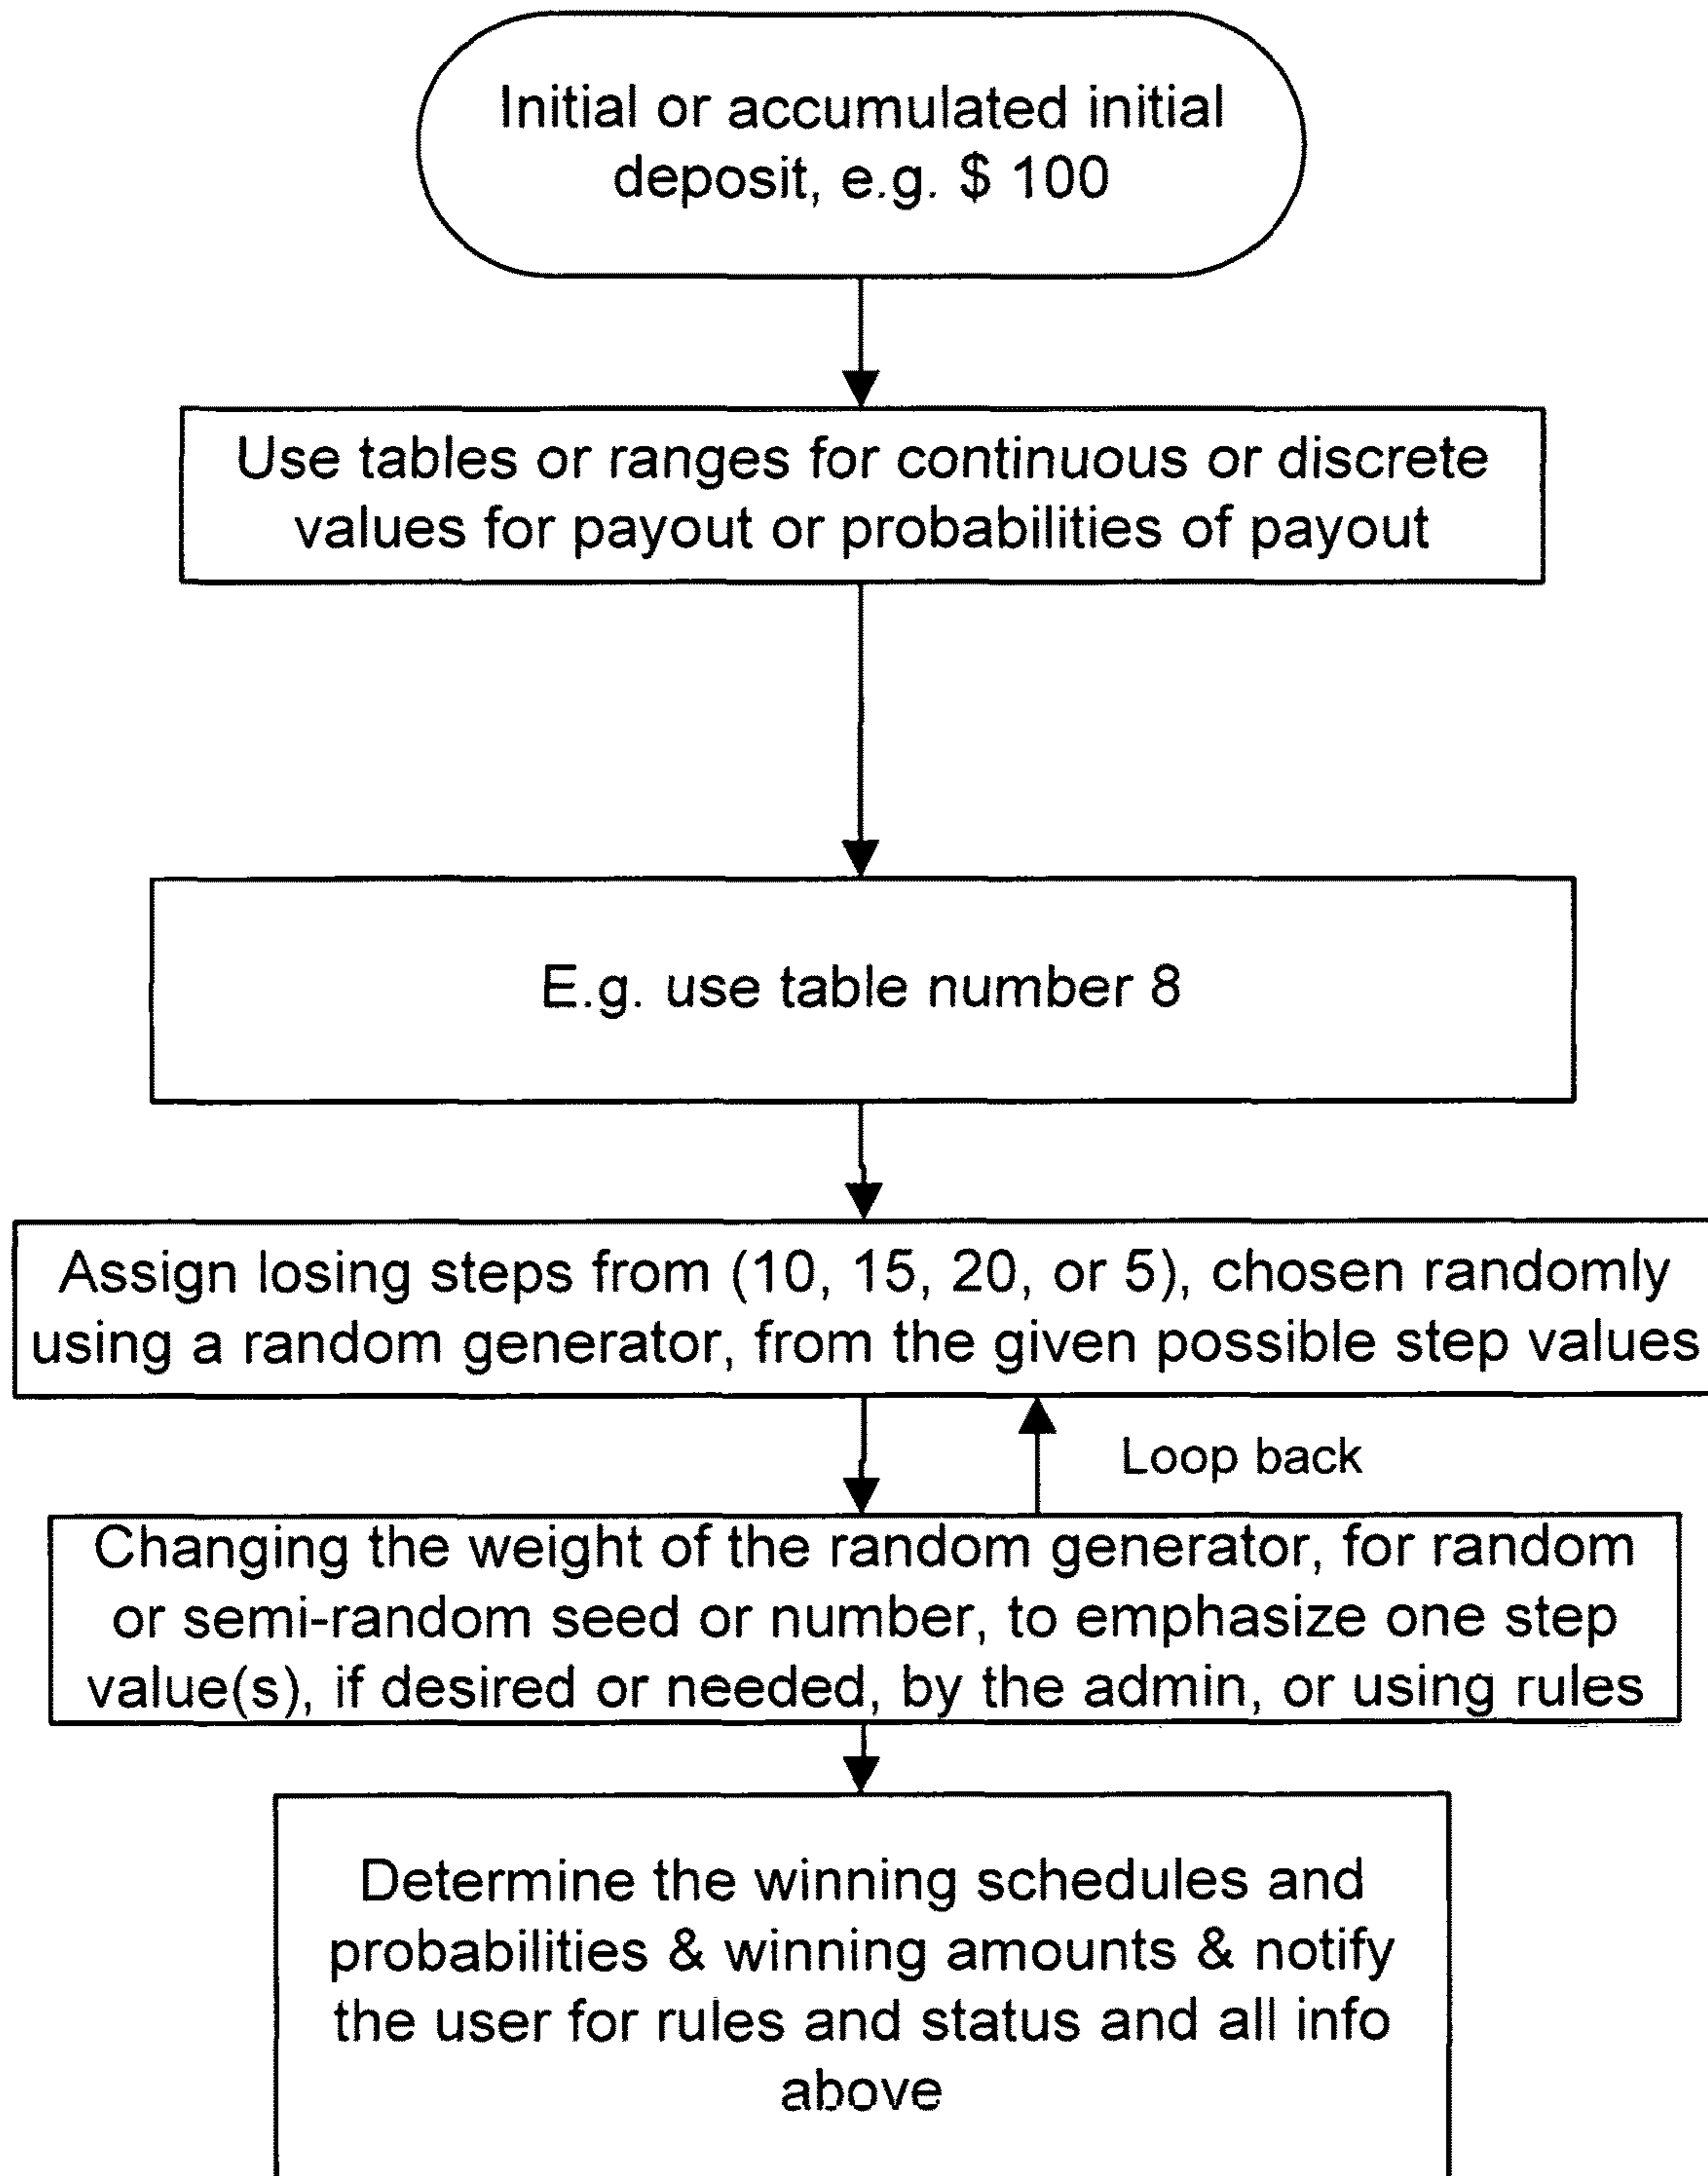 Initial or accumulated initial
deposit, e.g. $ 100
Use tables or ranges for continuous or discrete
values for payout or probabilities of payout
E.g. use table number 8
Assign losing steps from (10, 15, 20, or 5), chosen randomly
using a random generator, from the given possible step values
Loop back
Changing the weight of the random generator, for random
or semi-random seed or number, to emphasize one step
value(s), if desired or needed, by the admin, or using rules
Determine the winning schedules and
probabilities & winning amounts & notify
the user for rules and status and all info
above